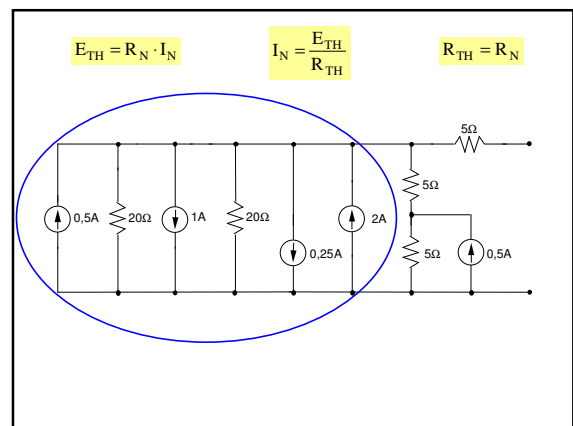 E_TH = R_N · I_N
I_N = E_TH / R_TH
R_TH = R_N
5Ω
5Ω
0,5A
20Ω
1A
20Ω
2A
0,25A
5Ω
0,5A